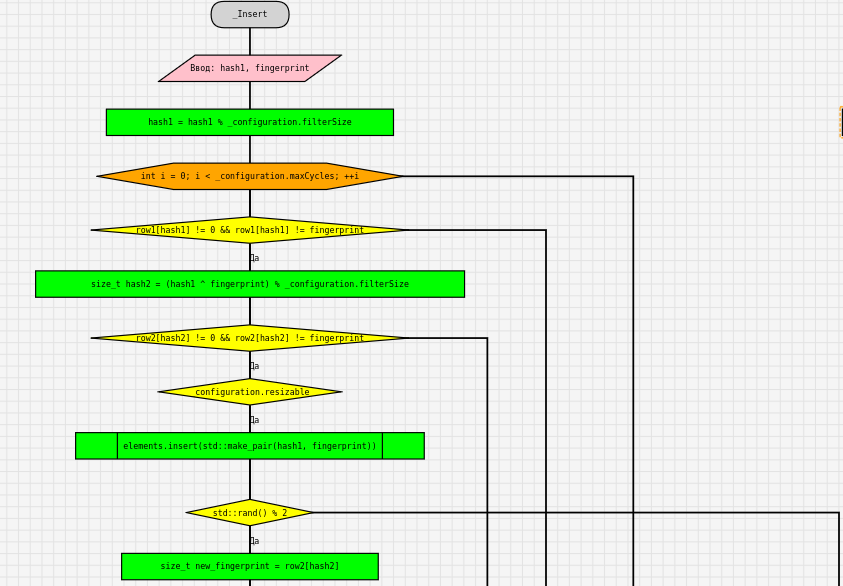 _Insert
Ввод: hash1, fingerprint
hash1 = hash1 % _configuration.filterSize
int i = 0; i < _configuration.maxCycles; ++i
row1[hash1] != 0 && row1[hash1] != fingerprint
Да
size_t hash2 = (hash1 ^ fingerprint) % _configuration.filterSize
row2[hash2] != 0 && row2[hash2] != fingerprint
Да
configuration.resizable
Да
elements.insert(std::make_pair(hash1, fingerprint))
std::rand() % 2
Да
size_t new_fingerprint = row2[hash2]